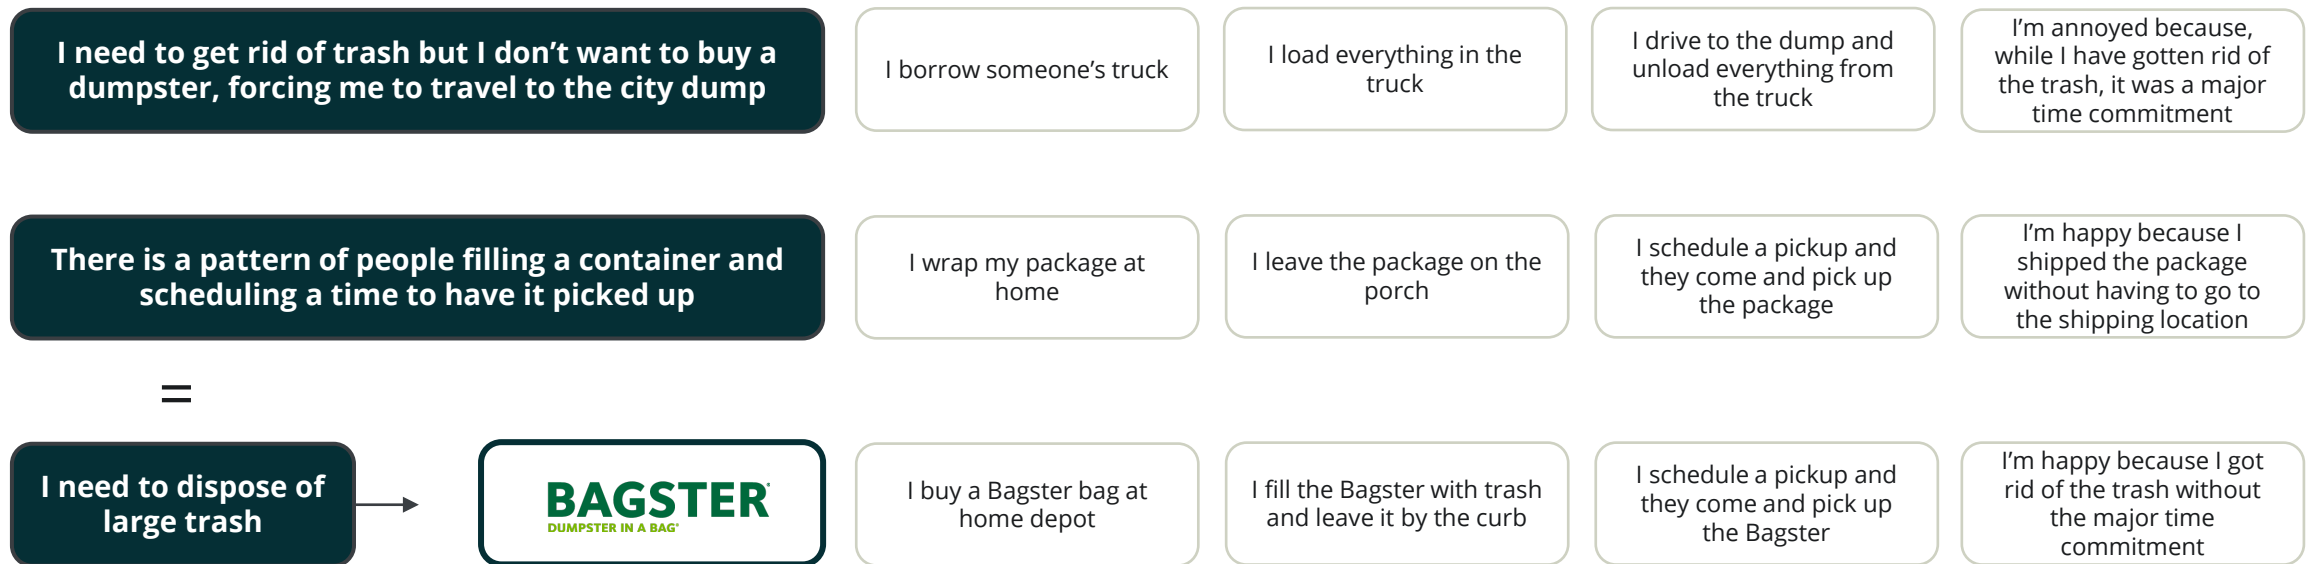 I need to get rid of trash but I don’t want to buy a
dumpster, forcing me to travel to the city dump
I borrow someone’s truck
I load everything in the
truck
I drive to the dump and
unload everything from
the truck
I’m annoyed because,
while I have gotten rid of
the trash, it was a major
time commitment
There is a pattern of people filling a container and
scheduling a time to have it picked up
I wrap my package at
home
I leave the package on the
porch
I schedule a pickup and
they come and pick up
the package
I’m happy because I
shipped the package
without having to go to
the shipping location
=
I need to dispose of
large trash
BAGSTER®
DUMPSTER IN A BAG®
I buy a Bagster bag at
home depot
I fill the Bagster with trash
and leave it by the curb
I schedule a pickup and
they come and pick up
the Bagster
I’m happy because I got
rid of the trash without
the major time
commitment